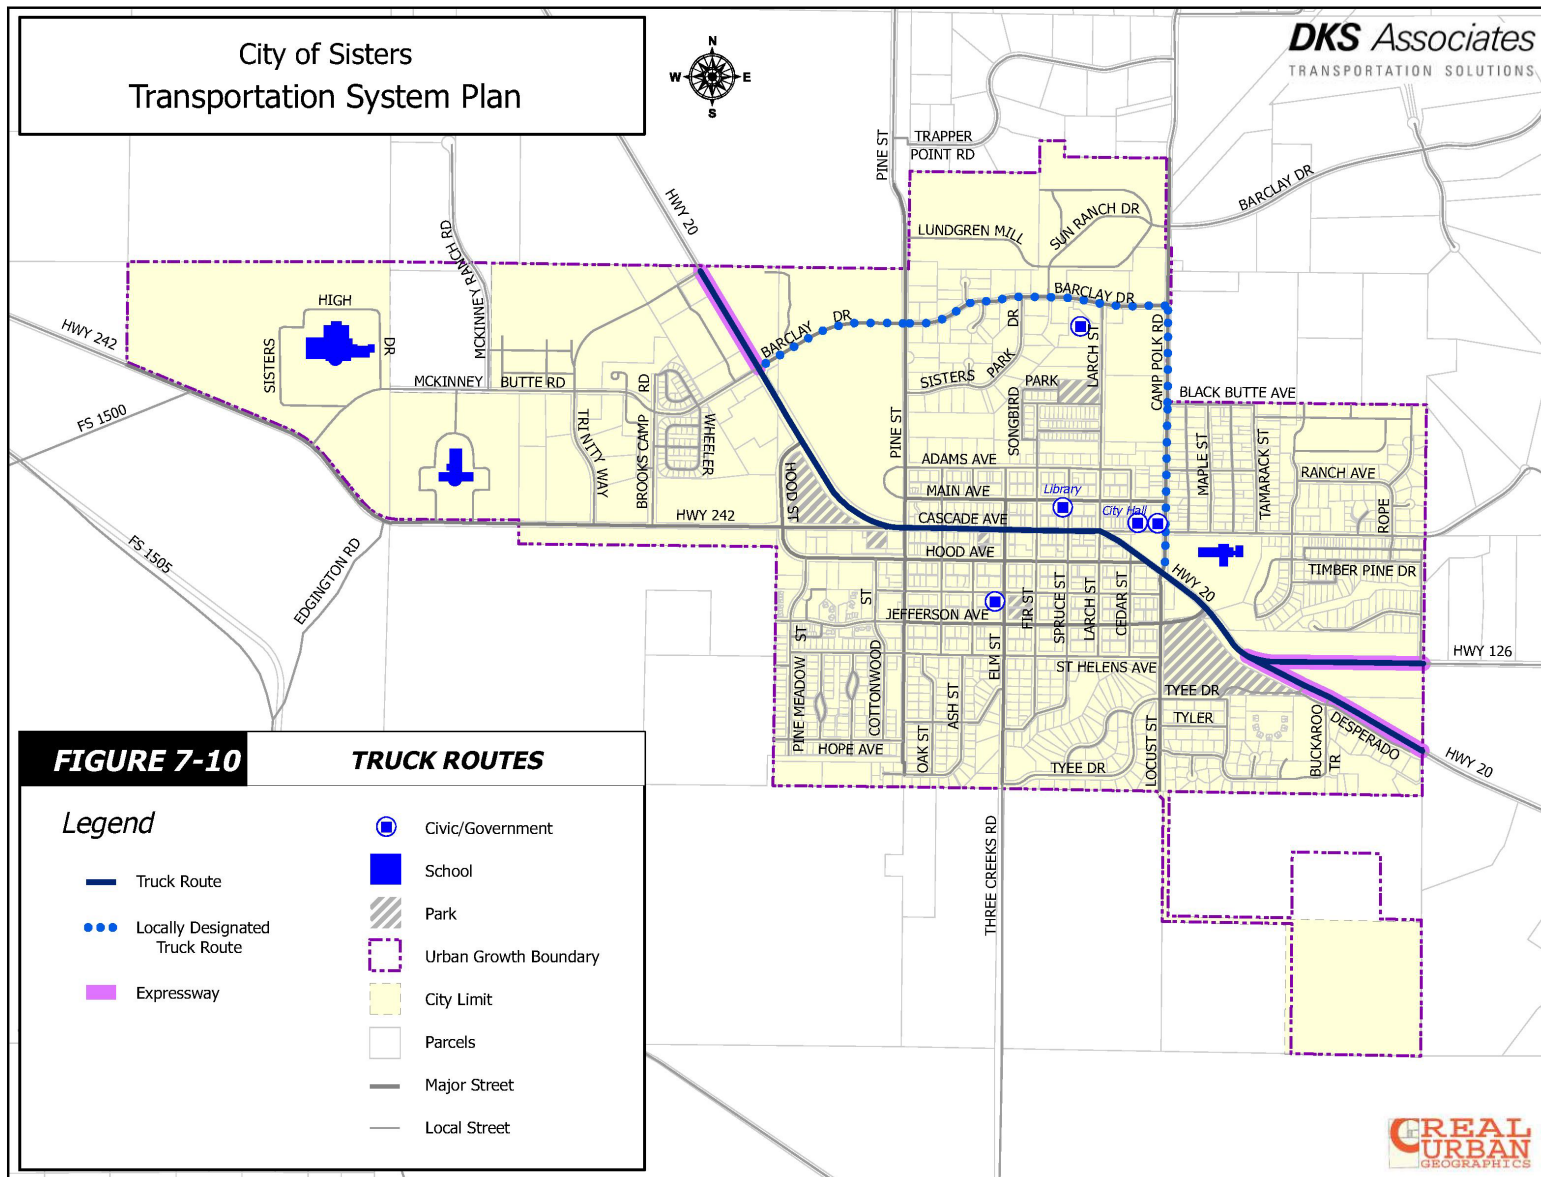 City of Sisters
Transportation System Plan
N
W
E
S
DKS Associates
TRANSPORTATION SOLUTIONS
PINE ST
TRAPPER
POINT RD
BARCLAY DR
HWY 20
LUNDGREN MILL
SUN RANCH DR
MCKINNEY RANCH RD
HIGH
SISTERS
DR
HWY 242
FS 1500
BARCLAY
DR
BARCLAY DR
DR
PARK
SISTERS
LARCH ST
CAMP POLK RD
MCKINNEY
BUTTE RD
RD
BROOKS CAMP
TRINITY WAY
WHEELER
PARK
SONGBIRD
PINE ST
BLACK BUTTE AVE
MAPLE ST
TAMARACK ST
RANCH AVE
ROPE
HOOD ST
ADAMS AVE
MAIN AVE
Library
City Hall
HWY 242
CASCADE AVE
HOOD AVE
HWY 20
TIMBER PINE DR
FS 1505
EDGINGTON RD
ST
JEFFERSON AVE
FIR ST
SPRUCE ST
LARCH ST
CEDAR ST
ST
PINE MEADOW
COTTONWOOD
ELM ST
ST HELENS AVE
HWY 126
ASH ST
TYEE DR
TYLER
OAK ST
HOPE AVE
TYEE DR
LOCUST ST
BUCKAROO
TR
DESPERADO
HWY 20
THREE CREEKS RD
FIGURE 7-10
TRUCK ROUTES
Legend
Truck Route
Locally Designated
Truck Route
Expressway
Civic/Government
School
Park
Urban Growth Boundary
City Limit
Parcels
Major Street
Local Street
REAL
URBAN
GEOGRAPHICS